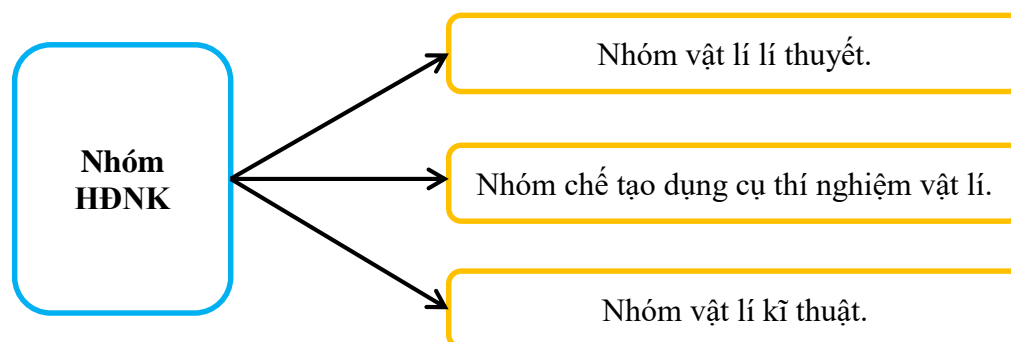 Nhóm vật lí lí thuyết.
Nhóm
HĐNK
Nhóm chế tạo dụng cụ thí nghiệm vật lí.
Nhóm vật lí kĩ thuật.